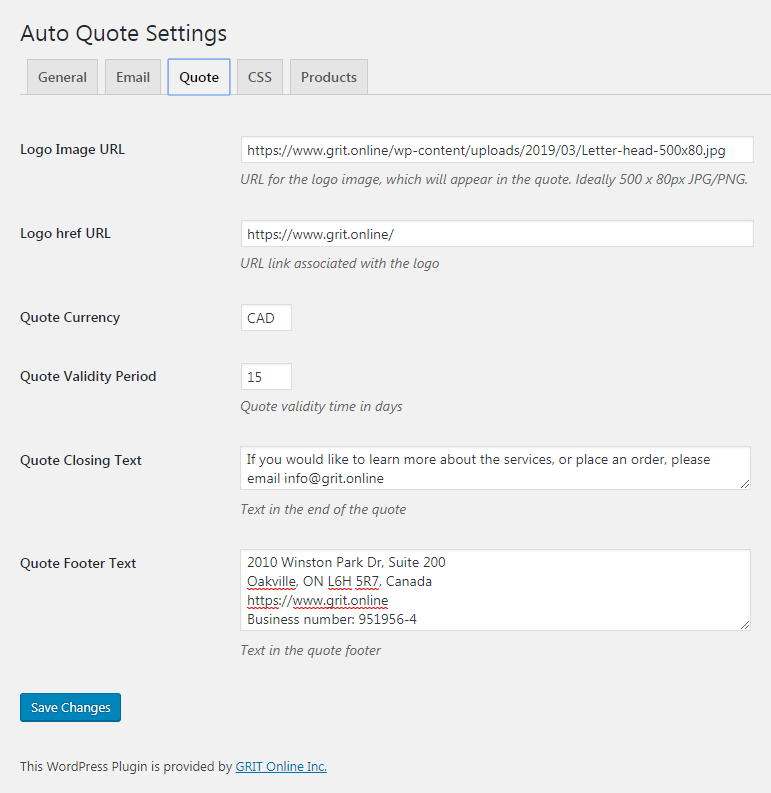 Auto Quote Settings
General Email Quote CSS Products
Logo Image URL https://www.grit.online/wp-content/uploads/2019/03/Letter-head-500x80.jpg
URL for the logo image, which will appear in the quote. Ideally 500 x 80px JPG/PNG.
Logo href URL https://www.grit.online/
URL link associated with the logo
Quote Currency CAD
Quote Validity Period 15
Quote validity time in days
Quote Closing Text If you would like to learn more about the services, or place an order, please
email info@grit.online
Text in the end of the quote
Quote Footer Text 2010 Winston Park Dr, Suite 200
Oakville, ON L6H 5R7, Canada
https://www.grit.online
Business number: 951956-4
Text in the quote footer
Save Changes
This WordPress Plugin is provided by GRIT Online Inc.